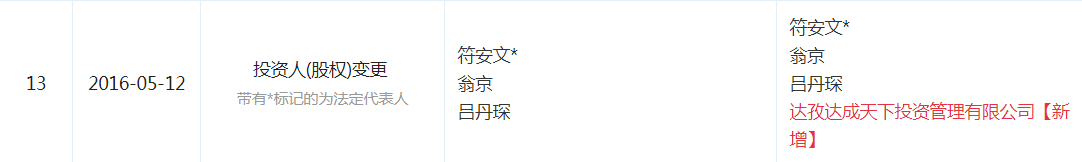 13
2016-05-12
投资人(股权)变更
带有*标记的为法定代表人
符安文*
翁京
吕丹琛
符安文*
翁京
吕丹琛
达孜达成天下投资管理有限公司【新
增】